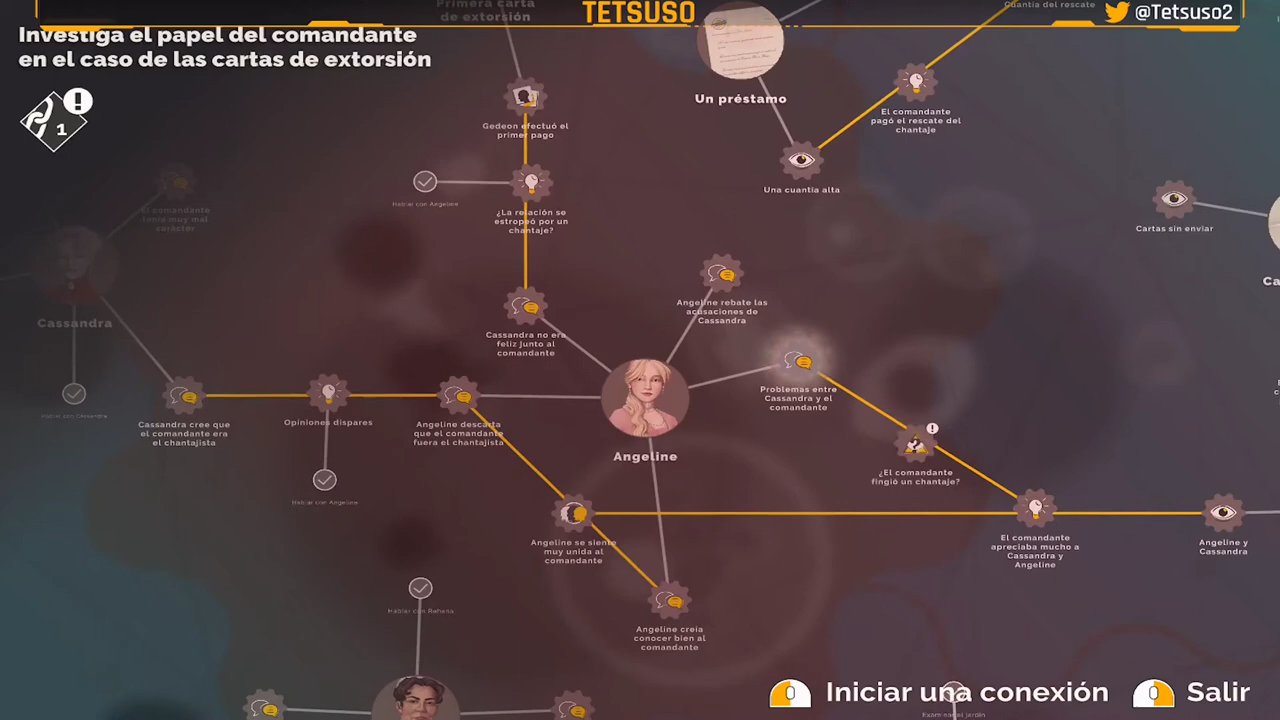 Primera carta
de extorsión
TETSUSO
Cuantía del rescate
@Tetsuso2
Investiga el papel del comandante
en el caso de las cartas de extorsión
1
Un préstamo
Gedeon efectuó el
primer pago
El comandante
pagó el rescate del
chantaje
Una cuantía alta
Hablar con Angeline
¿La relación se
estropeó por un
chantaje?
El comandante
tenía muy mal
carácter
Cartas sin enviar
Ca
Cassandra
Angeline rebate las
acusaciones de
Cassandra
Cassandra no era
feliz junto al
comandante
Problemas entre
Cassandra y el
comandante
Hablar con Cassandra
Cassandra cree que
el comandante era
el chantajista
Opiniones dispares
Angeline descarta
que el comandante
fuera el chantajista
Angeline
¿El comandante
fingió un chantaje?
Hablar con Angeline
Angeline se siente
muy unida al
comandante
El comandante
apreciaba mucho a
Cassandra y
Angeline
Angeline y
Cassandra
Hablar con Rehena
Angeline creía
conocer bien al
comandante
Iniciar una conexión
Salir
Examinar el jardín